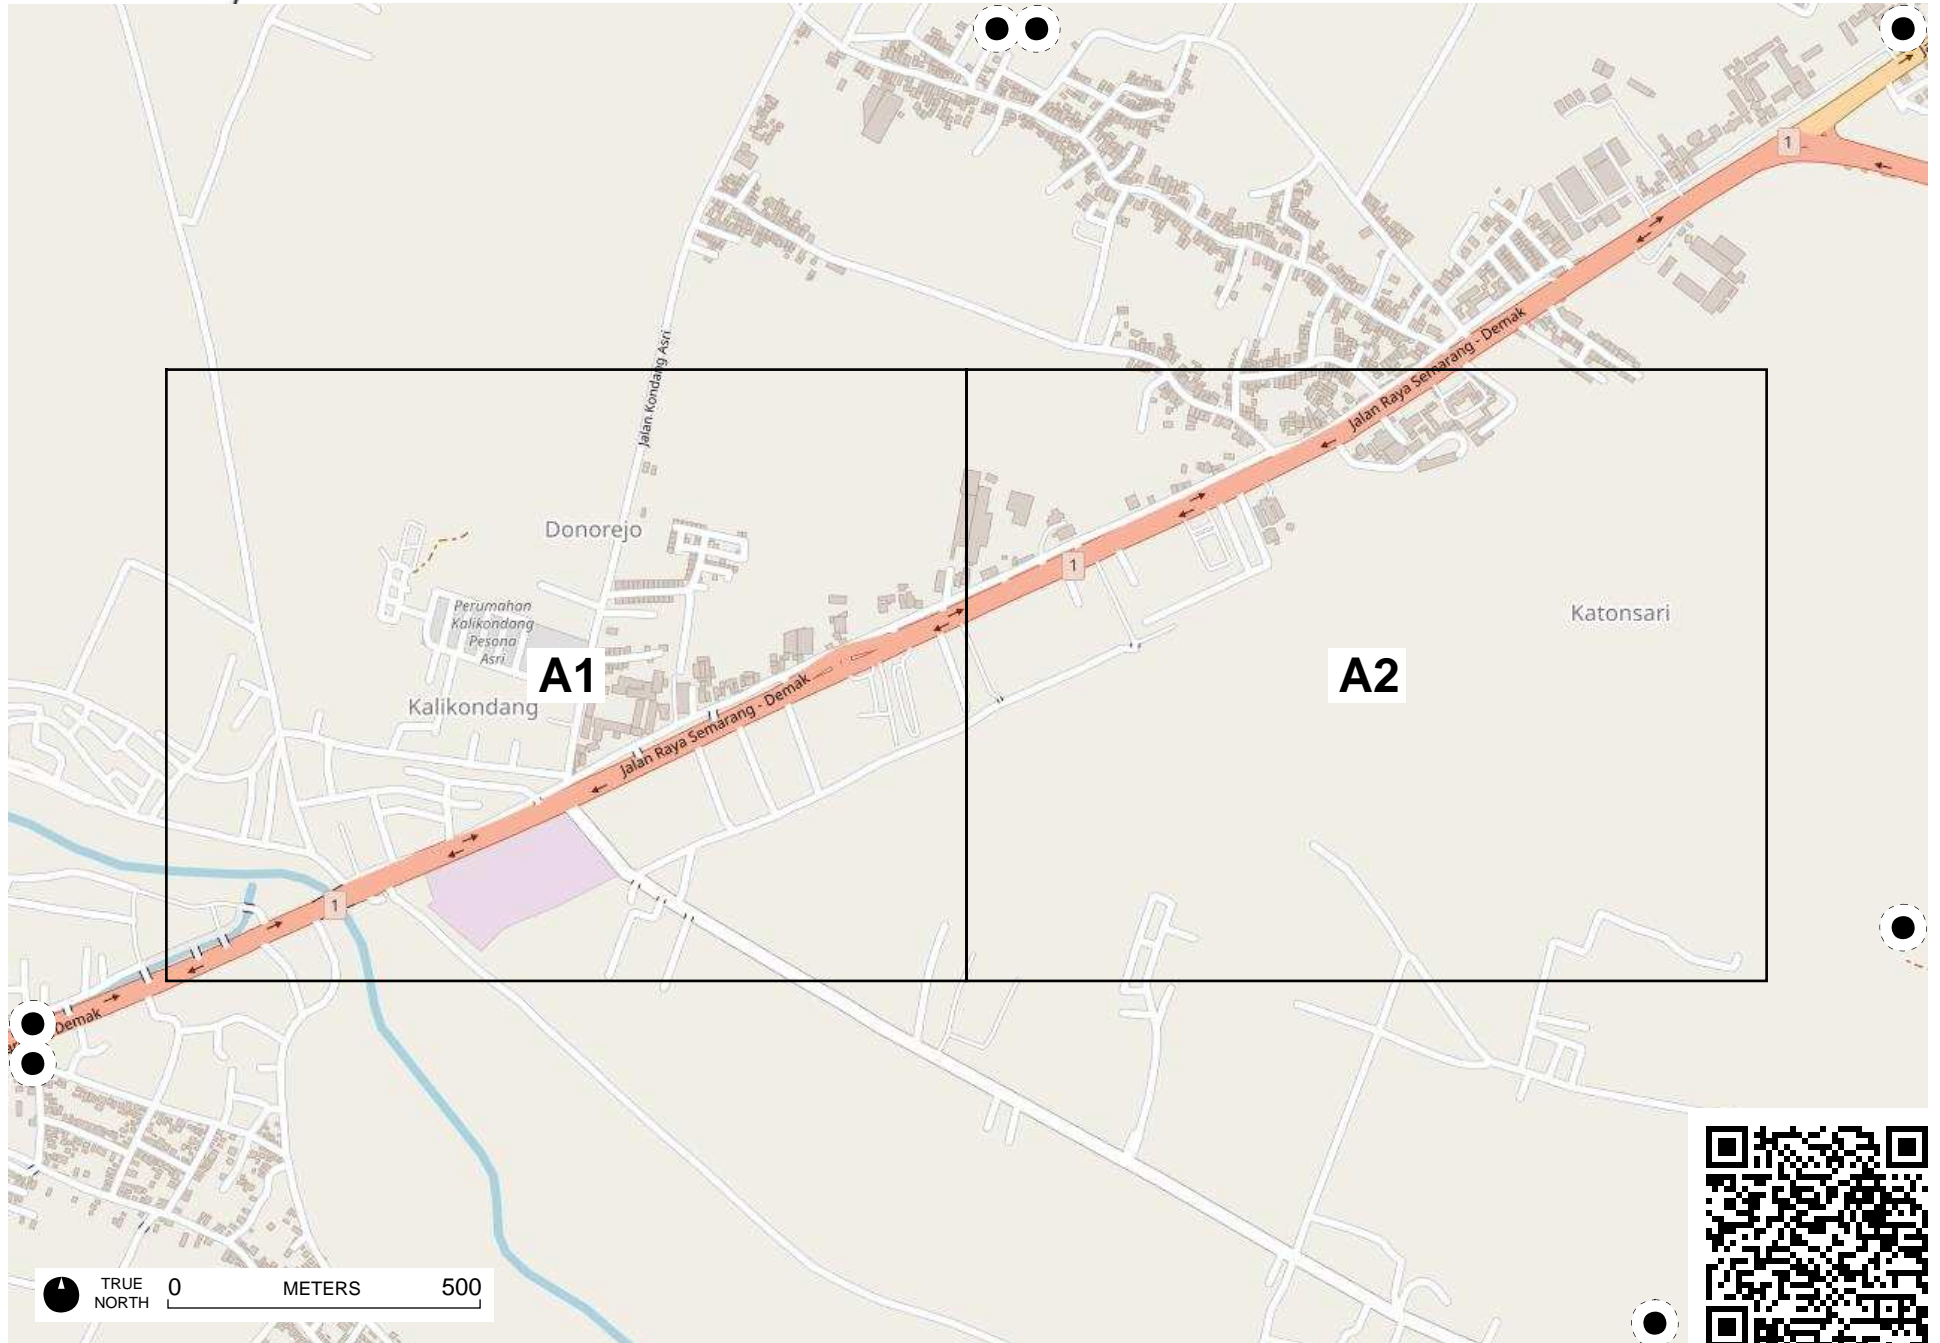 1
Jalan Raya Semarang - Demak
Jalan Kondang Asri
Donorejo
1
Perumahan
Kalikondang
Pesona
Asri
Katonsari
A1
A2
Kalikondang
Jalan Raya Semarang - Demak
1
Demak
TRUE
NORTH
0 METERS 500